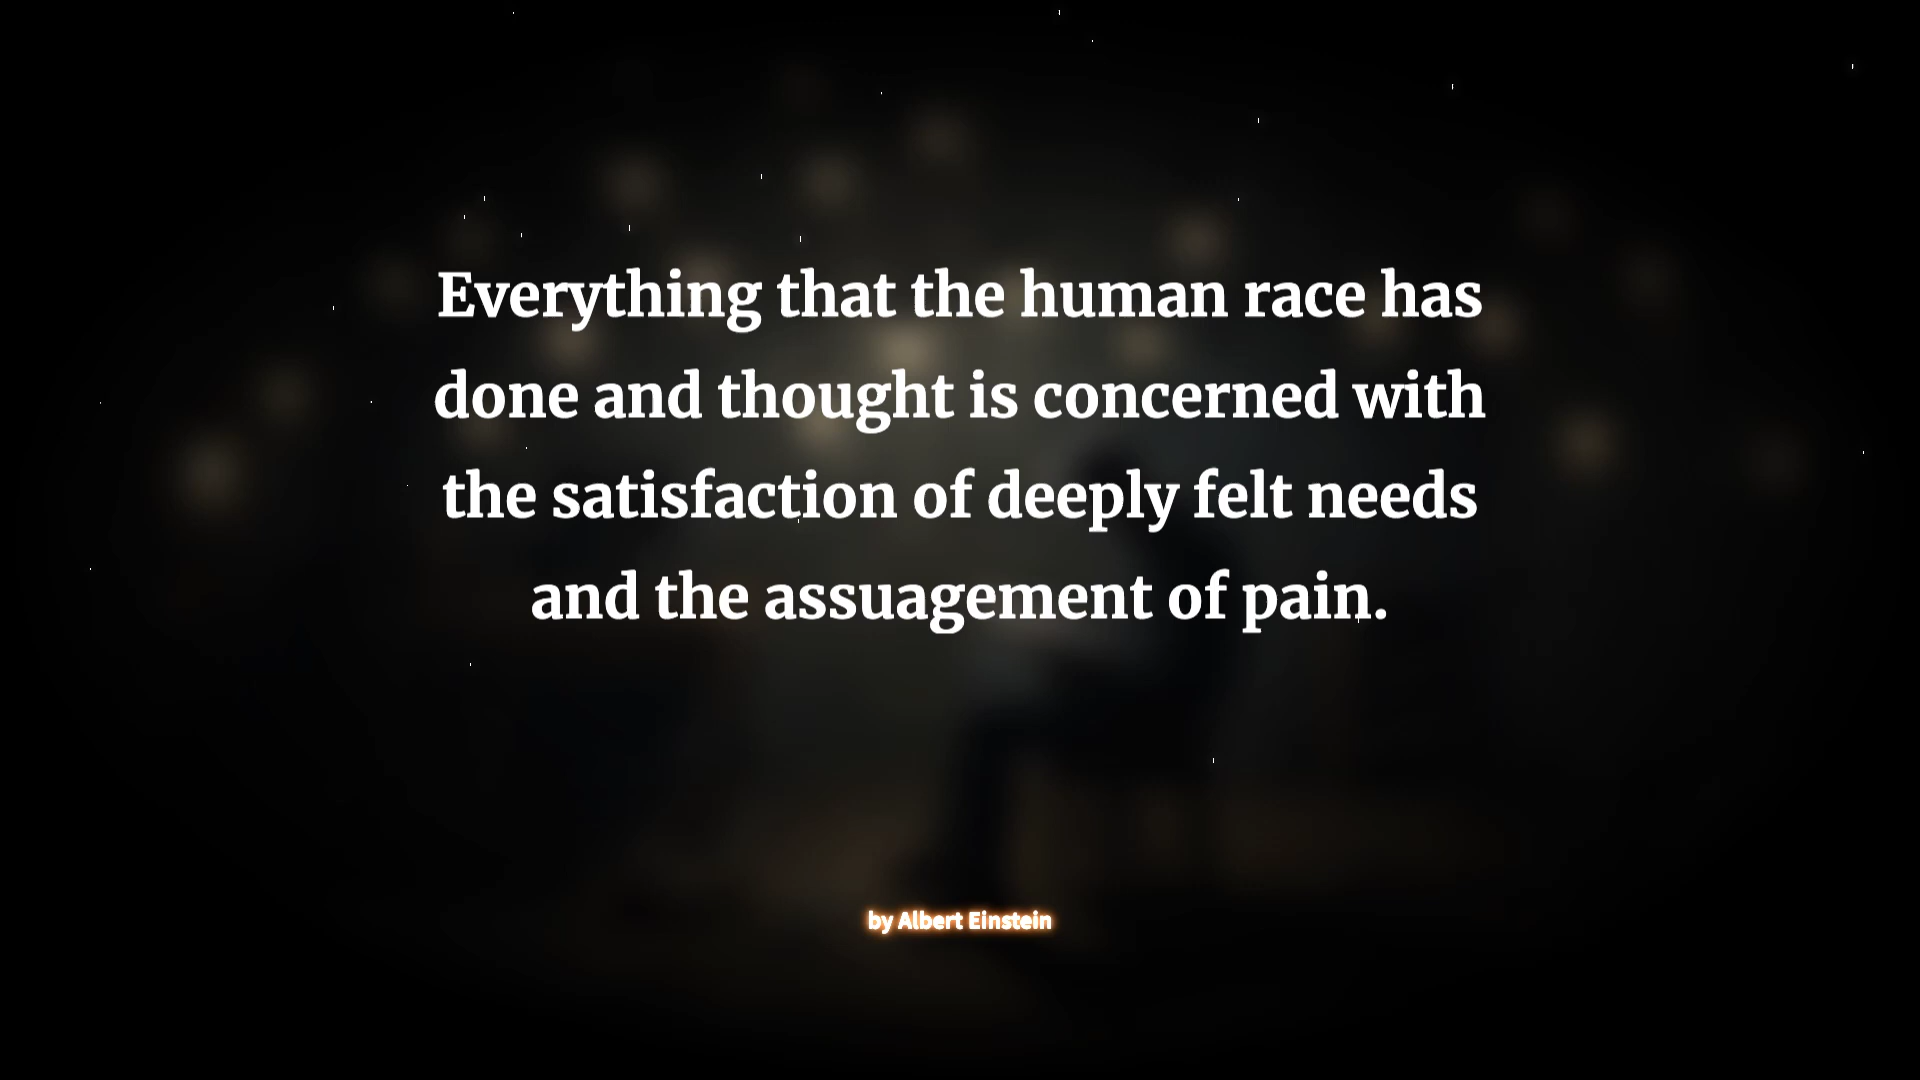 Everything that the human race has
done and thought is concerned with
the satisfaction of deeply felt needs
and the assuagement of pain.
by Albert Einstein